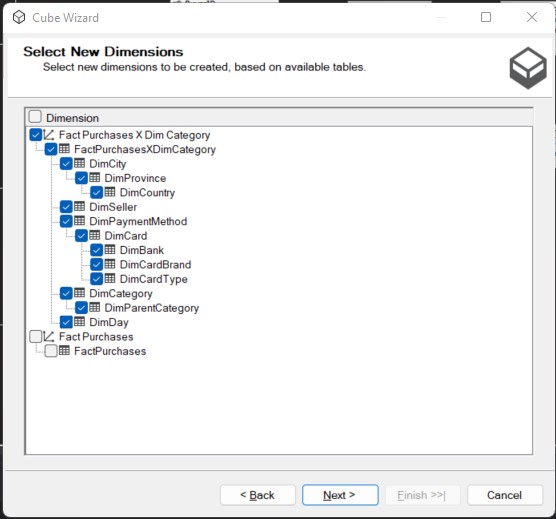 Cube Wizard
Select New Dimensions
Select new dimensions to be created, based on available tables.
Dimension
Fact Purchases X Dim Category
FactPurchasesXDimCategory
DimCity
DimProvince
DimCountry
DimSeller
DimPaymentMethod
DimCard
DimBank
DimCardBrand
DimCardType
DimCategory
DimParentCategory
DimDay
Fact Purchases
FactPurchases
< Back
Next >
Finish >>|
Cancel